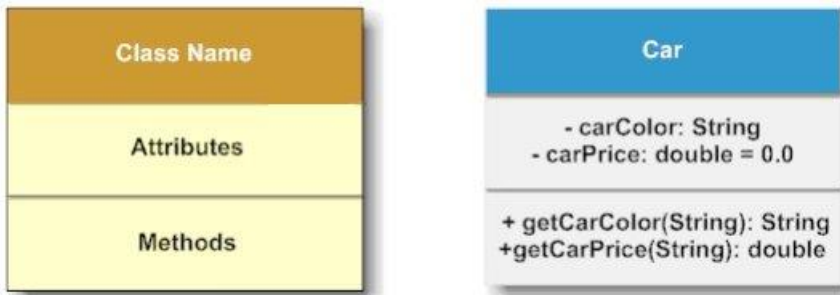 Class Name
Attributes
Methods
Car
- carColor: String
- carPrice: double = 0.0
+ getCarColor(String): String
+getCarPrice(String): double